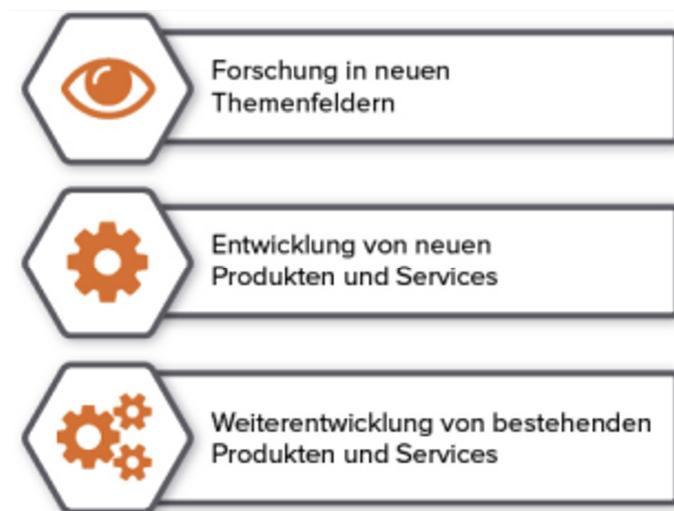 Forschung in neuen
Themenfeldern
Entwicklung von neuen
Produkten und Services
Weiterentwicklung von bestehenden
Produkten und Services